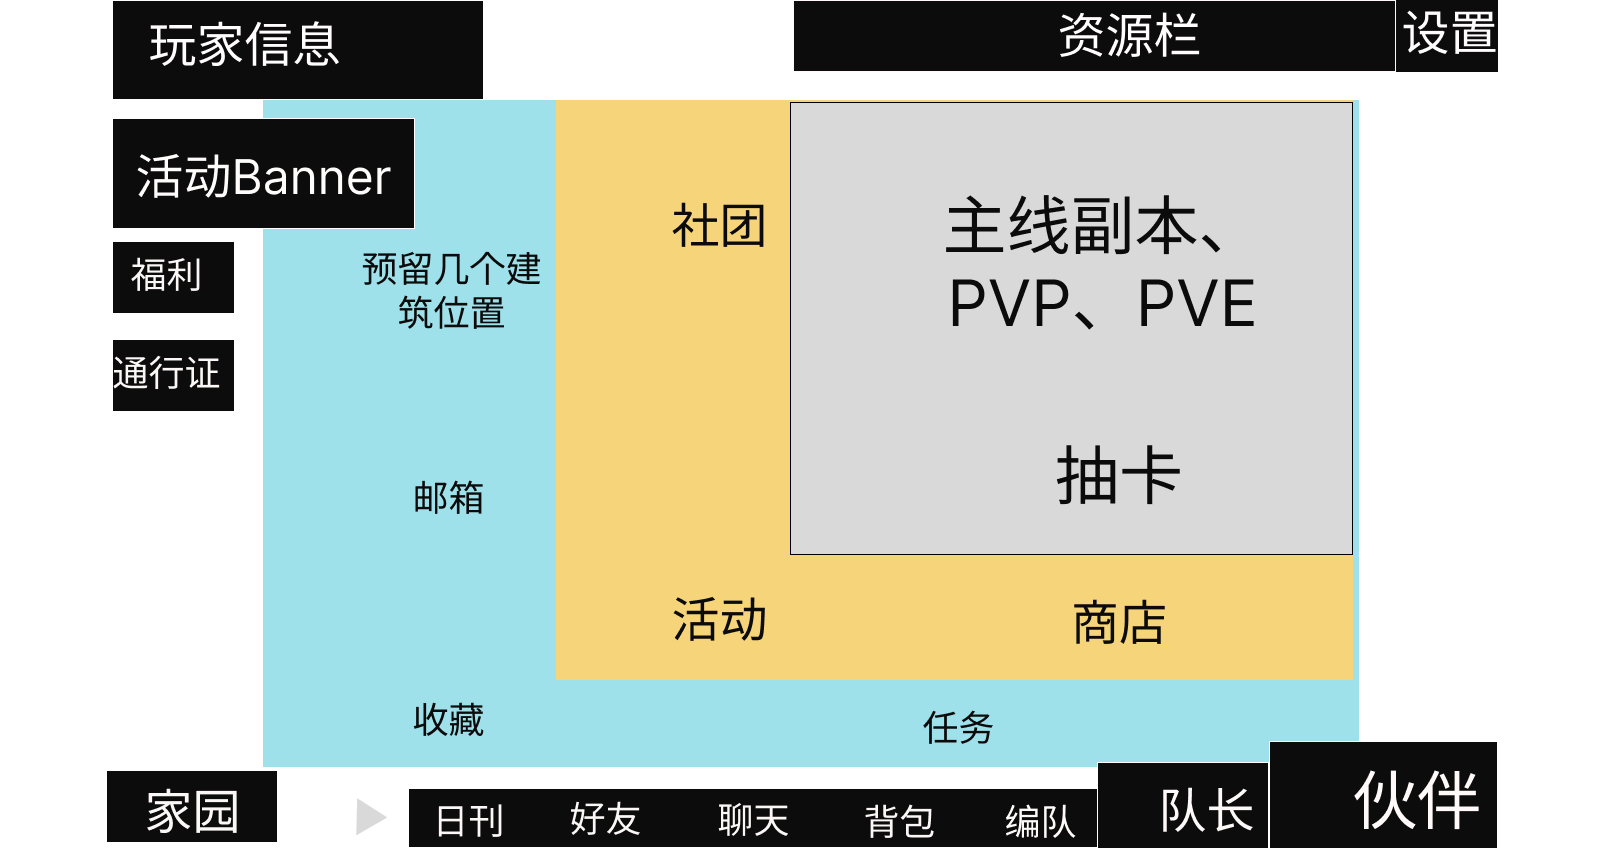 玩家信息
资源栏
设置
活动Banner
福利
通行证
预留几个建
筑位置
社团
主线副本、
PVP、PVE
抽卡
邮箱
活动
商店
收藏
任务
家园
日刊
好友
聊天
背包
编队
队长
伙伴